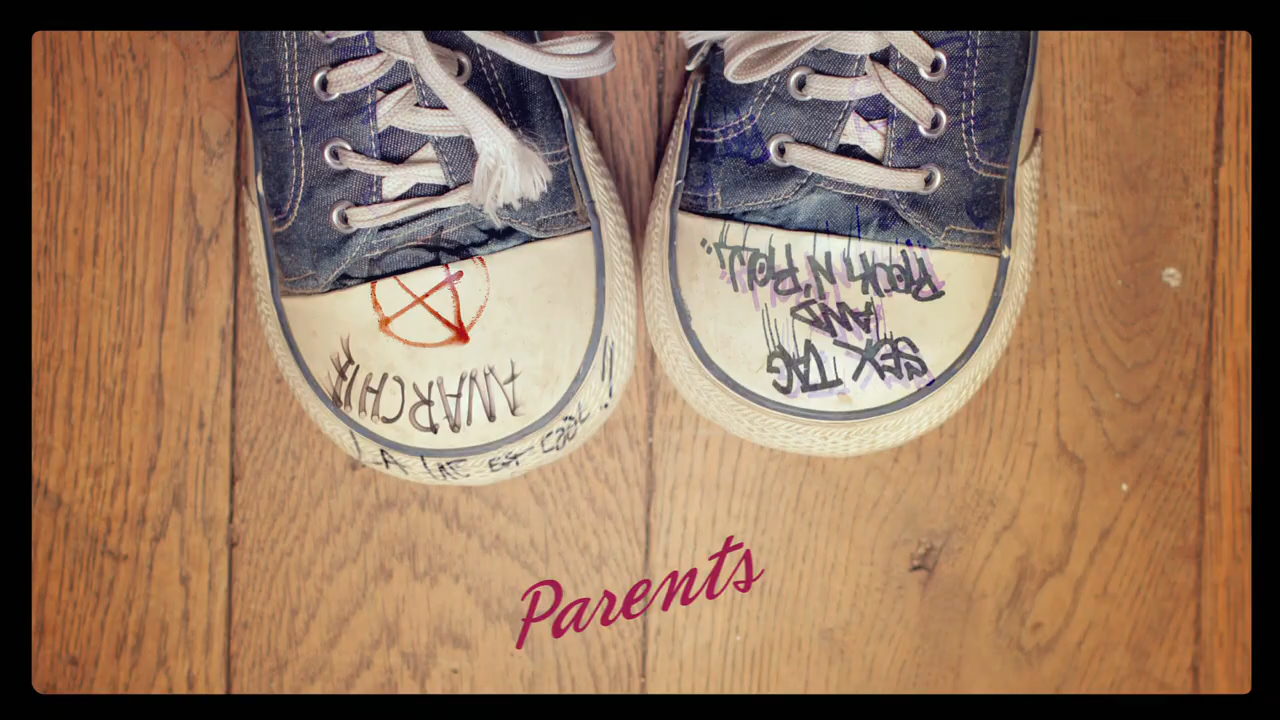 ANARCHIE
LA VIE EST COOL !!
SEX TAG
AND
ROCK N'ROLL...
Parents